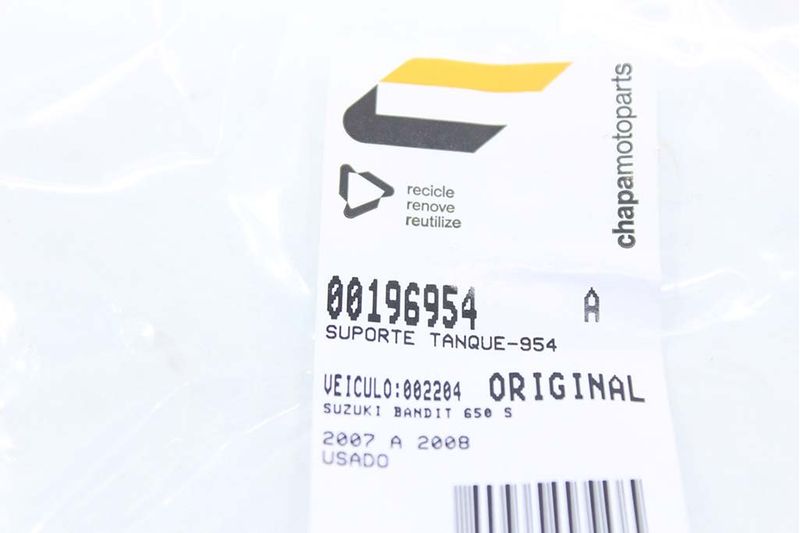 chapamotoparts
recicle
renove
reutilize
00196954 A
SUPORTE TANQUE-954
VEICULO:002204 ORIGINAL
SUZUKI BANDIT 650 S
2007 A 2008
USADO